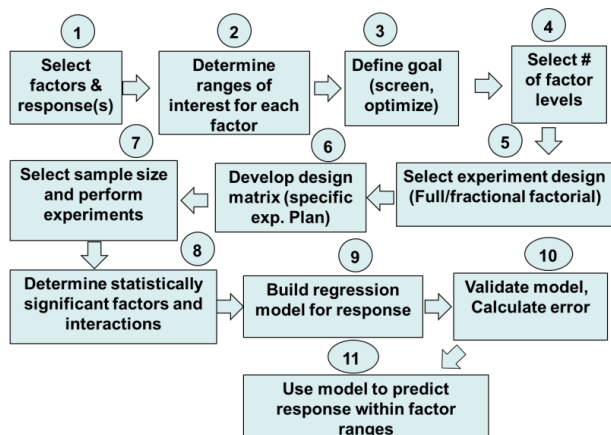 1
Select
factors &
response(s)
2
Determine
ranges of
interest for each
factor
3
Define goal
(screen,
optimize)
4
Select #
of factor
levels
5
Select experiment design
(Full/fractional factorial)
6
Develop design
matrix (specific
exp. Plan)
7
Select sample size
and perform
experiments
8
Determine statistically
significant factors and
interactions
9
Build regression
model for response
10
Validate model,
Calculate error
11
Use model to predict
response within factor
ranges